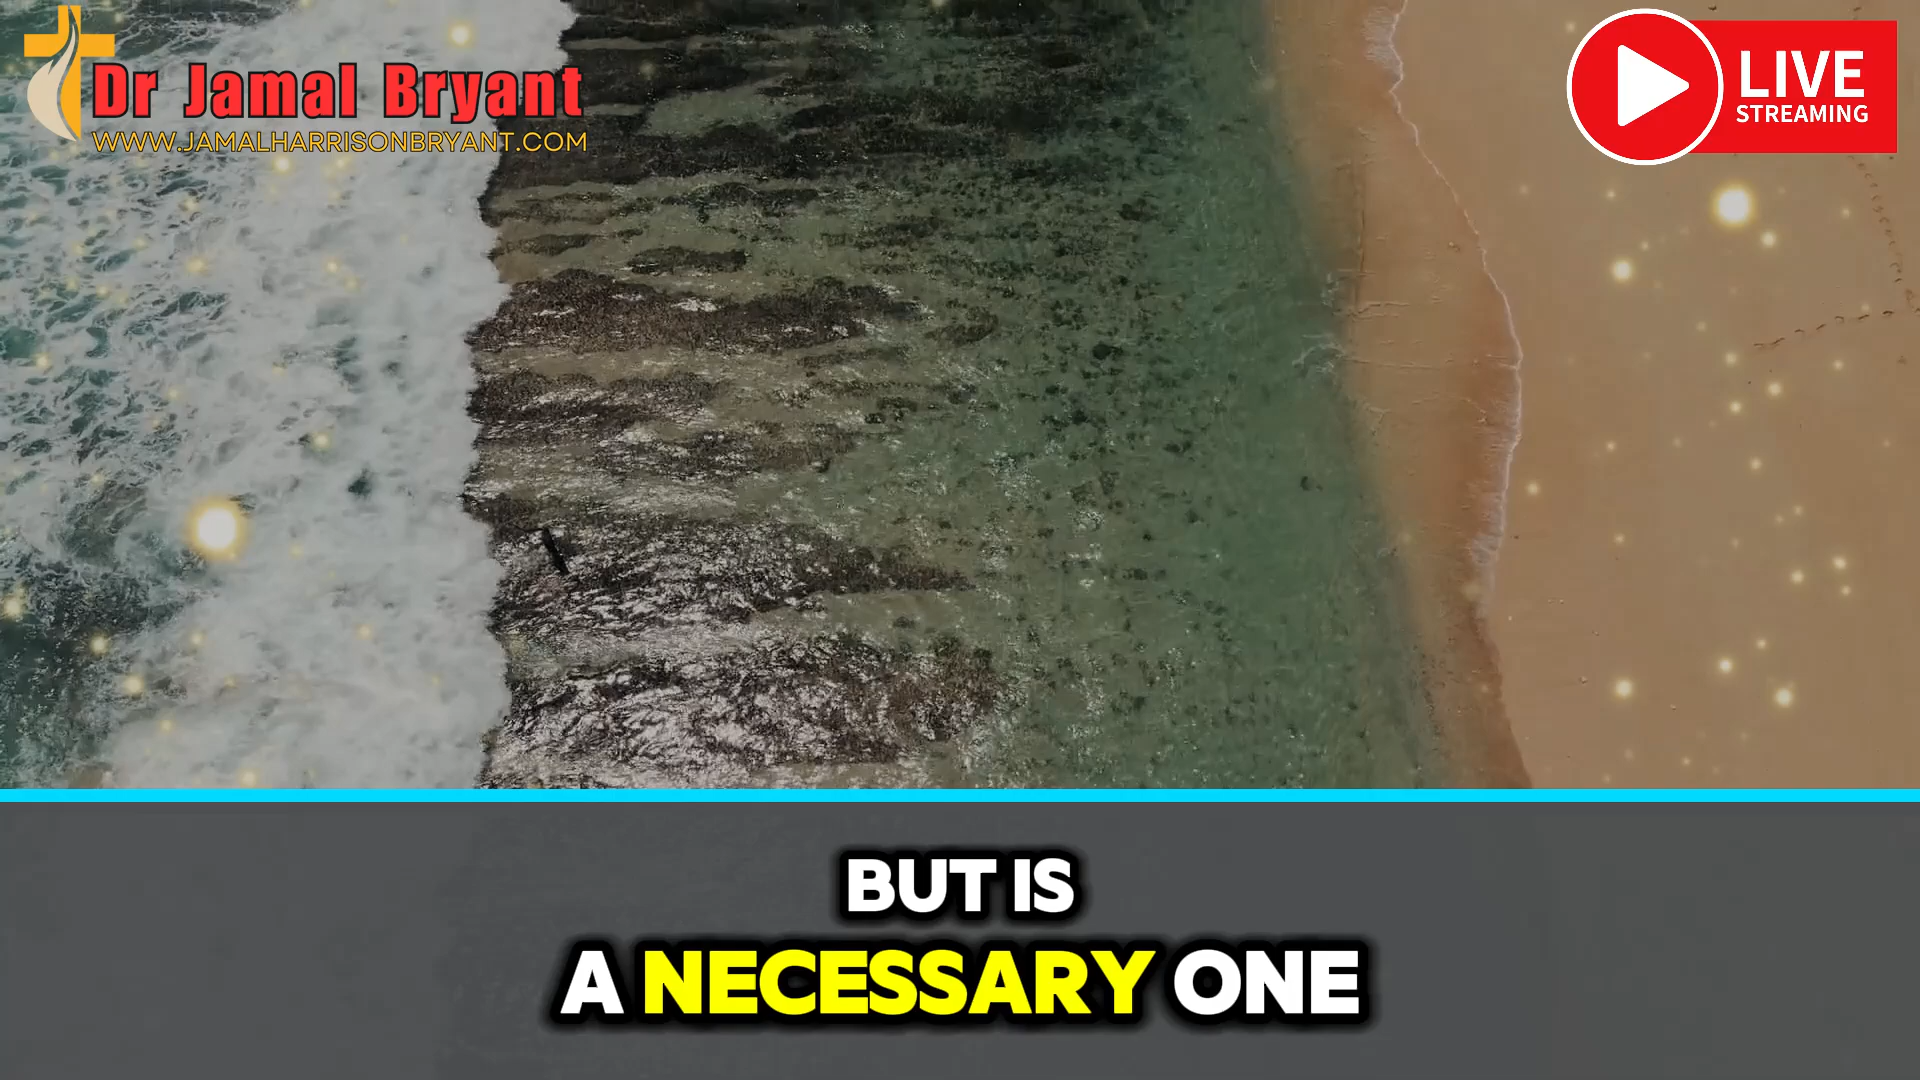 Dr Jamal Bryant
WWW.JAMALHARRISONBRYANT.COM
LIVE
STREAMING
BUT IS
A NECESSARY ONE